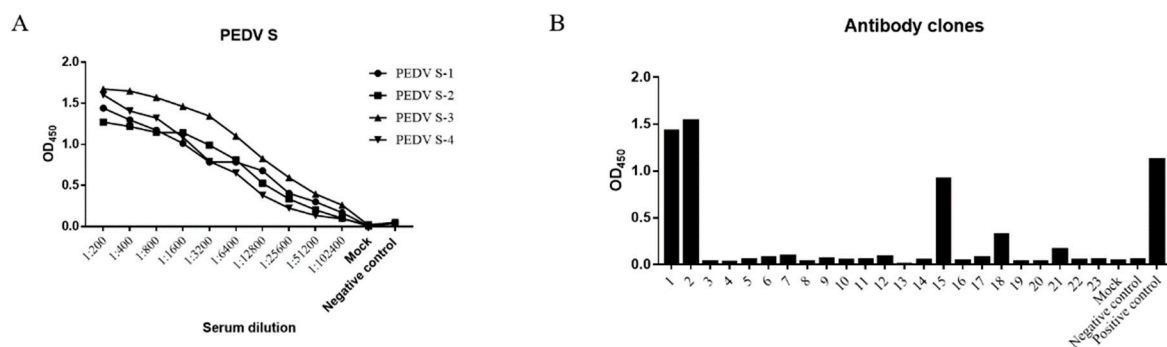 A
PEDV S
2.0
1.5
1.0
0.5
0.0
OD450
PEDV S-1
PEDV S-2
PEDV S-3
PEDV S-4
1:200
1:400
1:800
1:1600
1:3200
1:6400
1:12800
1:25600
1:51200
1:102400
Mock
Negative control
Serum dilution
B
Antibody clones
2.0
1.5
1.0
0.5
0.0
OD450
1
2
3
4
5
6
7
8
9
10
11
12
13
14
15
16
17
18
19
20
21
22
23
Mock
Negative control
Positive control